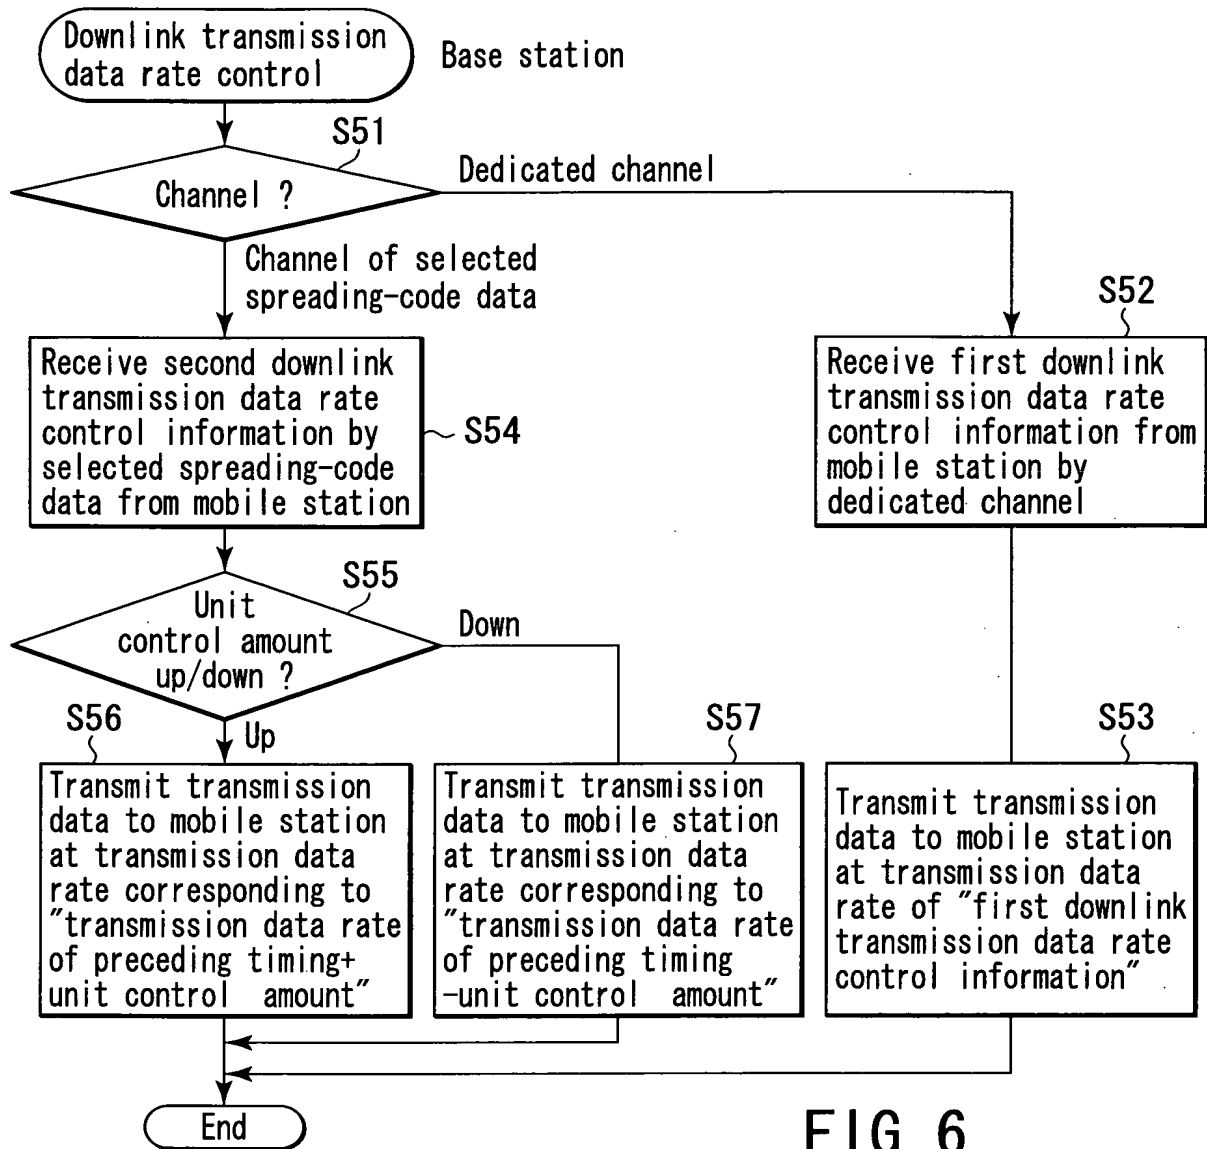 Downlink transmission
data rate control
Base station
S51
Channel ?
Dedicated channel
Channel of selected
spreading-code data
S52
Receive second downlink
transmission data rate
control information by
selected spreading-code
data from mobile station
S54
Receive first downlink
transmission data rate
control information from
mobile station by
dedicated channel
S55
Unit
control amount
up/down ?
Down
Up
S56
Transmit transmission
data to mobile station
at transmission data
rate corresponding to
"transmission data rate
of preceding timing+
unit control amount"
S57
Transmit transmission
data to mobile station
at transmission data
rate corresponding to
"transmission data rate
of preceding timing
-unit control amount"
S53
Transmit transmission
data to mobile station
at transmission data
rate of "first downlink
transmission data rate
control information"
End
FIG 6